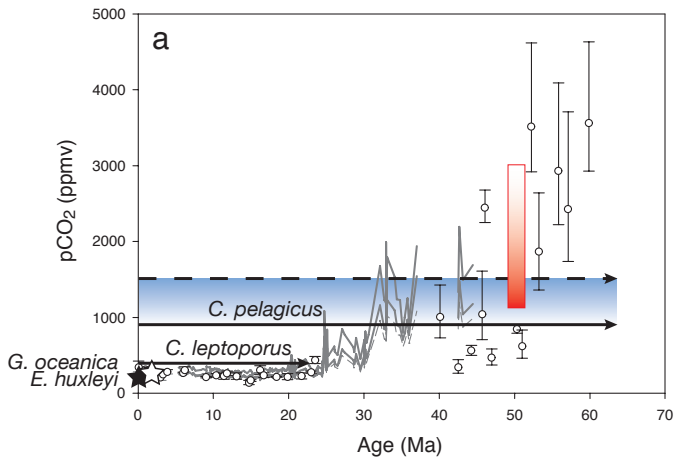 a
5000
4000
3000
2000
1000
0
pCO₂ (ppmv)
C. pelagicus
C. leptoporus
G. oceanica
E. huxleyi
0 10 20 30 40 50 60 70
Age (Ma)